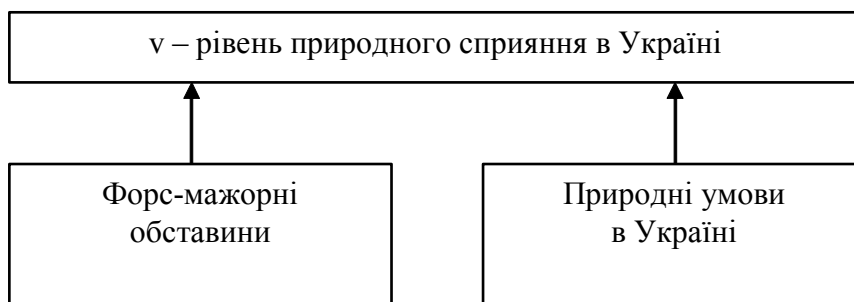 v – рівень природного сприяння в Україні
Форс-мажорні
обставини
Природні умови
в Україні